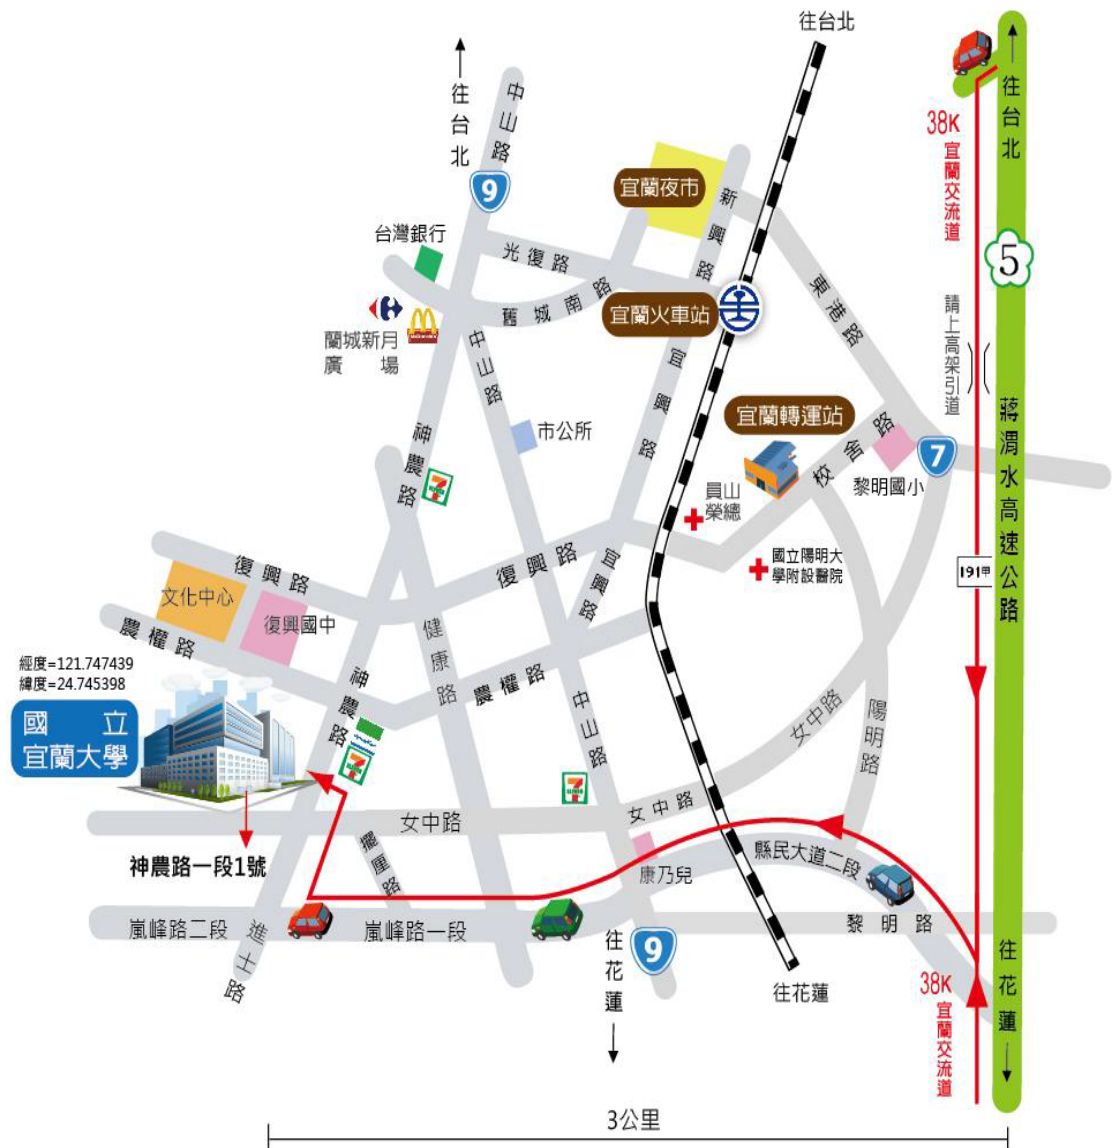 往台北
往台北
中山路
9
往台北
38K
宜蘭交流道
宜蘭夜市
新興路
台灣銀行
光復路
舊城南路
5
東港路
宜蘭火車站
請上高架引道
蘭城新月
廣場
中山路
宜興路
宜蘭轉運站
蔣渭水高速公路
市公所
神農路
7
ELEVEN
員山
榮總
校舍路
黎明國小
7
復興路
復興路
宜興路
國立陽明大
學附設醫院
191甲
文化中心
復興國中
健康路
農權路
經度=121.747439
緯度=24.745398
國立
宜蘭大學
神農路
農權路
中山路
女中路
陽明路
7
7
女中路
女中路
擺厘路
神農路一段1號
康乃兒
縣民大道二段
嵐峰路二段
進士路
嵐峰路一段
往花蓮
9
黎明路
往花蓮
38K
宜蘭交流道
往花蓮
3公里